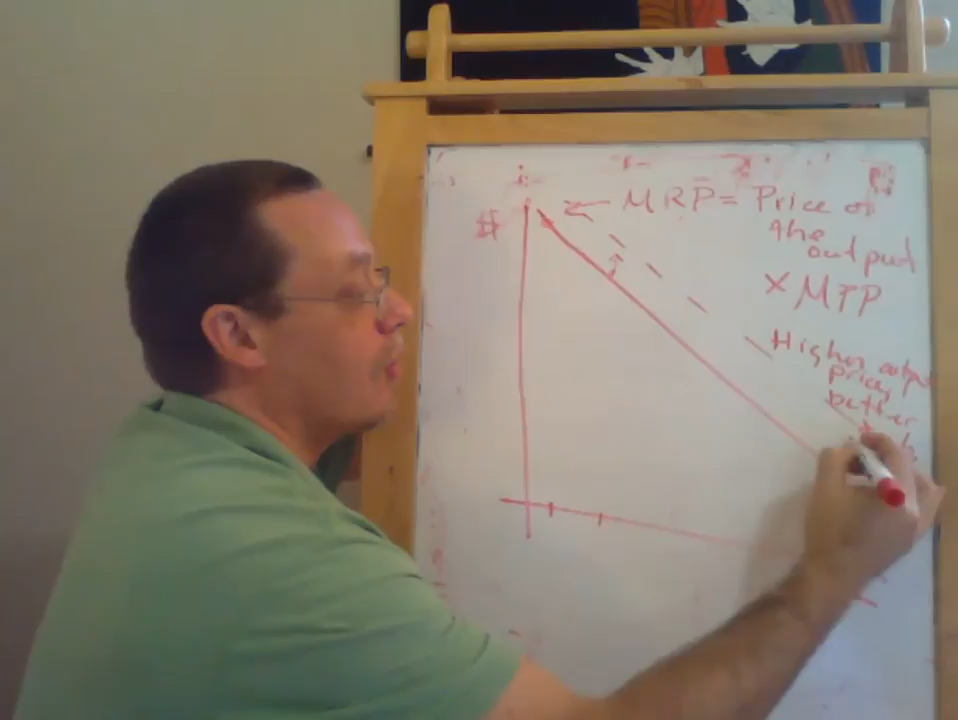 $
MRP = Price of
the
output
x MTP
Higher output
price,
better